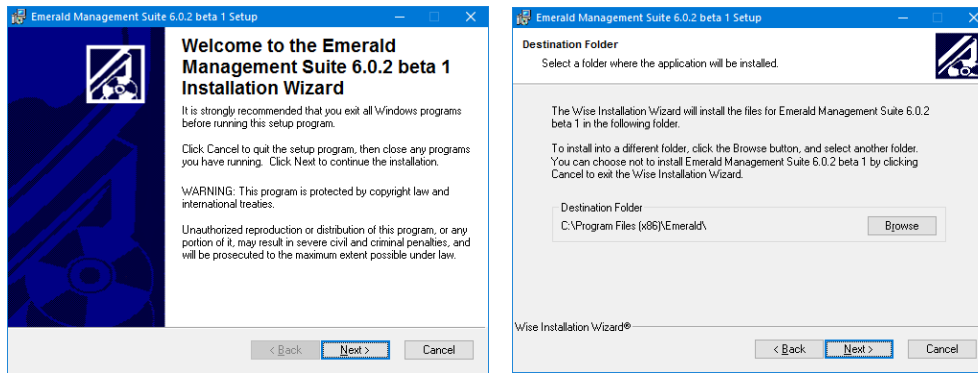 Emerald Management Suite 6.0.2 beta 1 Setup
Welcome to the Emerald
Management Suite 6.0.2 beta 1
Installation Wizard
It is strongly recommended that you exit all Windows programs
before running this setup program.
Click Cancel to quit the setup program, then close any programs
you have running. Click Next to continue the installation.
WARNING: This program is protected by copyright law and
international treaties.
Unauthorized reproduction or distribution of this program, or any
portion of it, may result in severe civil and criminal penalties, and
will be prosecuted to the maximum extent possible under law.
< Back
Next >
Cancel
Emerald Management Suite 6.0.2 beta 1 Setup
Destination Folder
Select a folder where the application will be installed.
The Wise Installation Wizard will install the files for Emerald Management Suite 6.0.2
beta 1 in the following folder.
To install into a different folder, click the Browse button, and select another folder.
You can choose not to install Emerald Management Suite 6.0.2 beta 1 by clicking
Cancel to exit the Wise Installation Wizard.
Destination Folder
C:\Program Files (x86)\Emerald\
Browse
Wise Installation Wizard®
< Back
Next >
Cancel